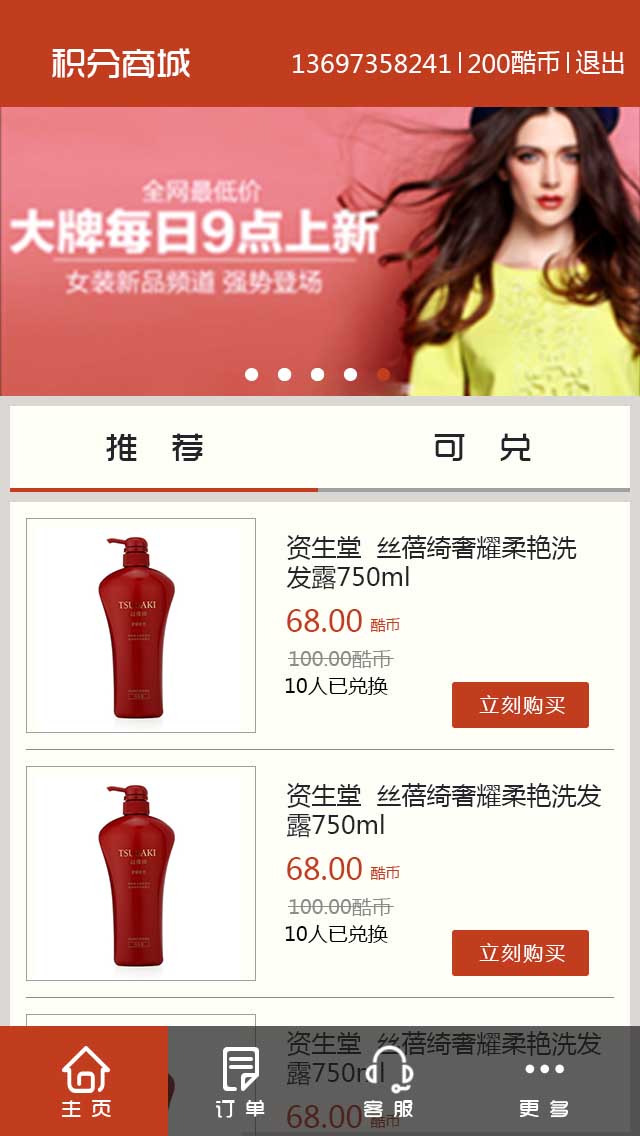 积分商城
13697358241|200酷币|退出
全网最低价
大牌每日9点上新
女装新品频道 强势登场
推 荐
可 兑
TSUBAKI
资生堂 丝蓓绮奢耀柔艳洗
发露750ml
68.00 酷币
100.00酷币
10人已兑换
立刻购买
TSUBAKI
资生堂 丝蓓绮奢耀柔艳洗发
露750ml
68.00 酷币
100.00酷币
10人已兑换
立刻购买
资生堂 丝蓓绮奢耀柔艳洗发
露750ml
68.00 酷币
主 页
订 单
客 服
更 多